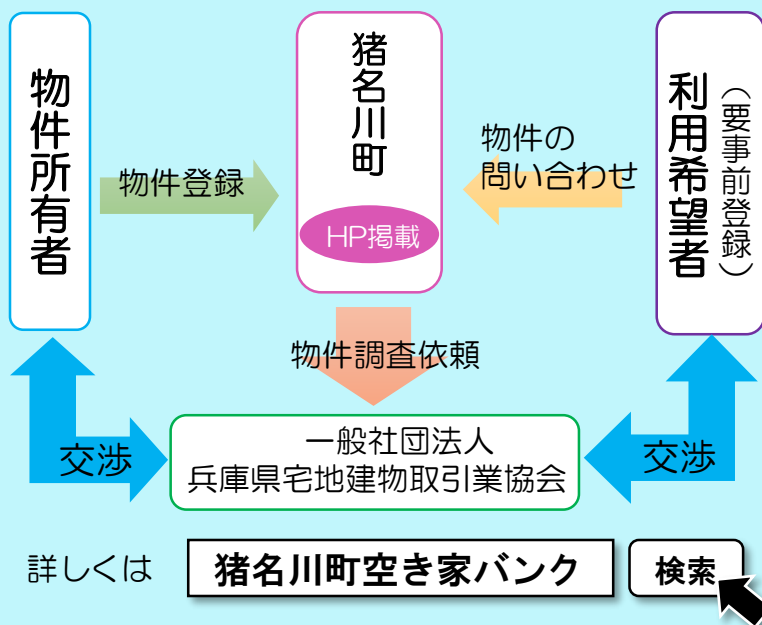 物件所有者
物件登録
猪名川町
HP掲載
物件の
問い合わせ
利用希望者
（要事前登録）
物件調査依頼
交渉
一般社団法人
兵庫県宅地建物取引業協会
交渉
詳しくは 猪名川町空き家バンク 検索